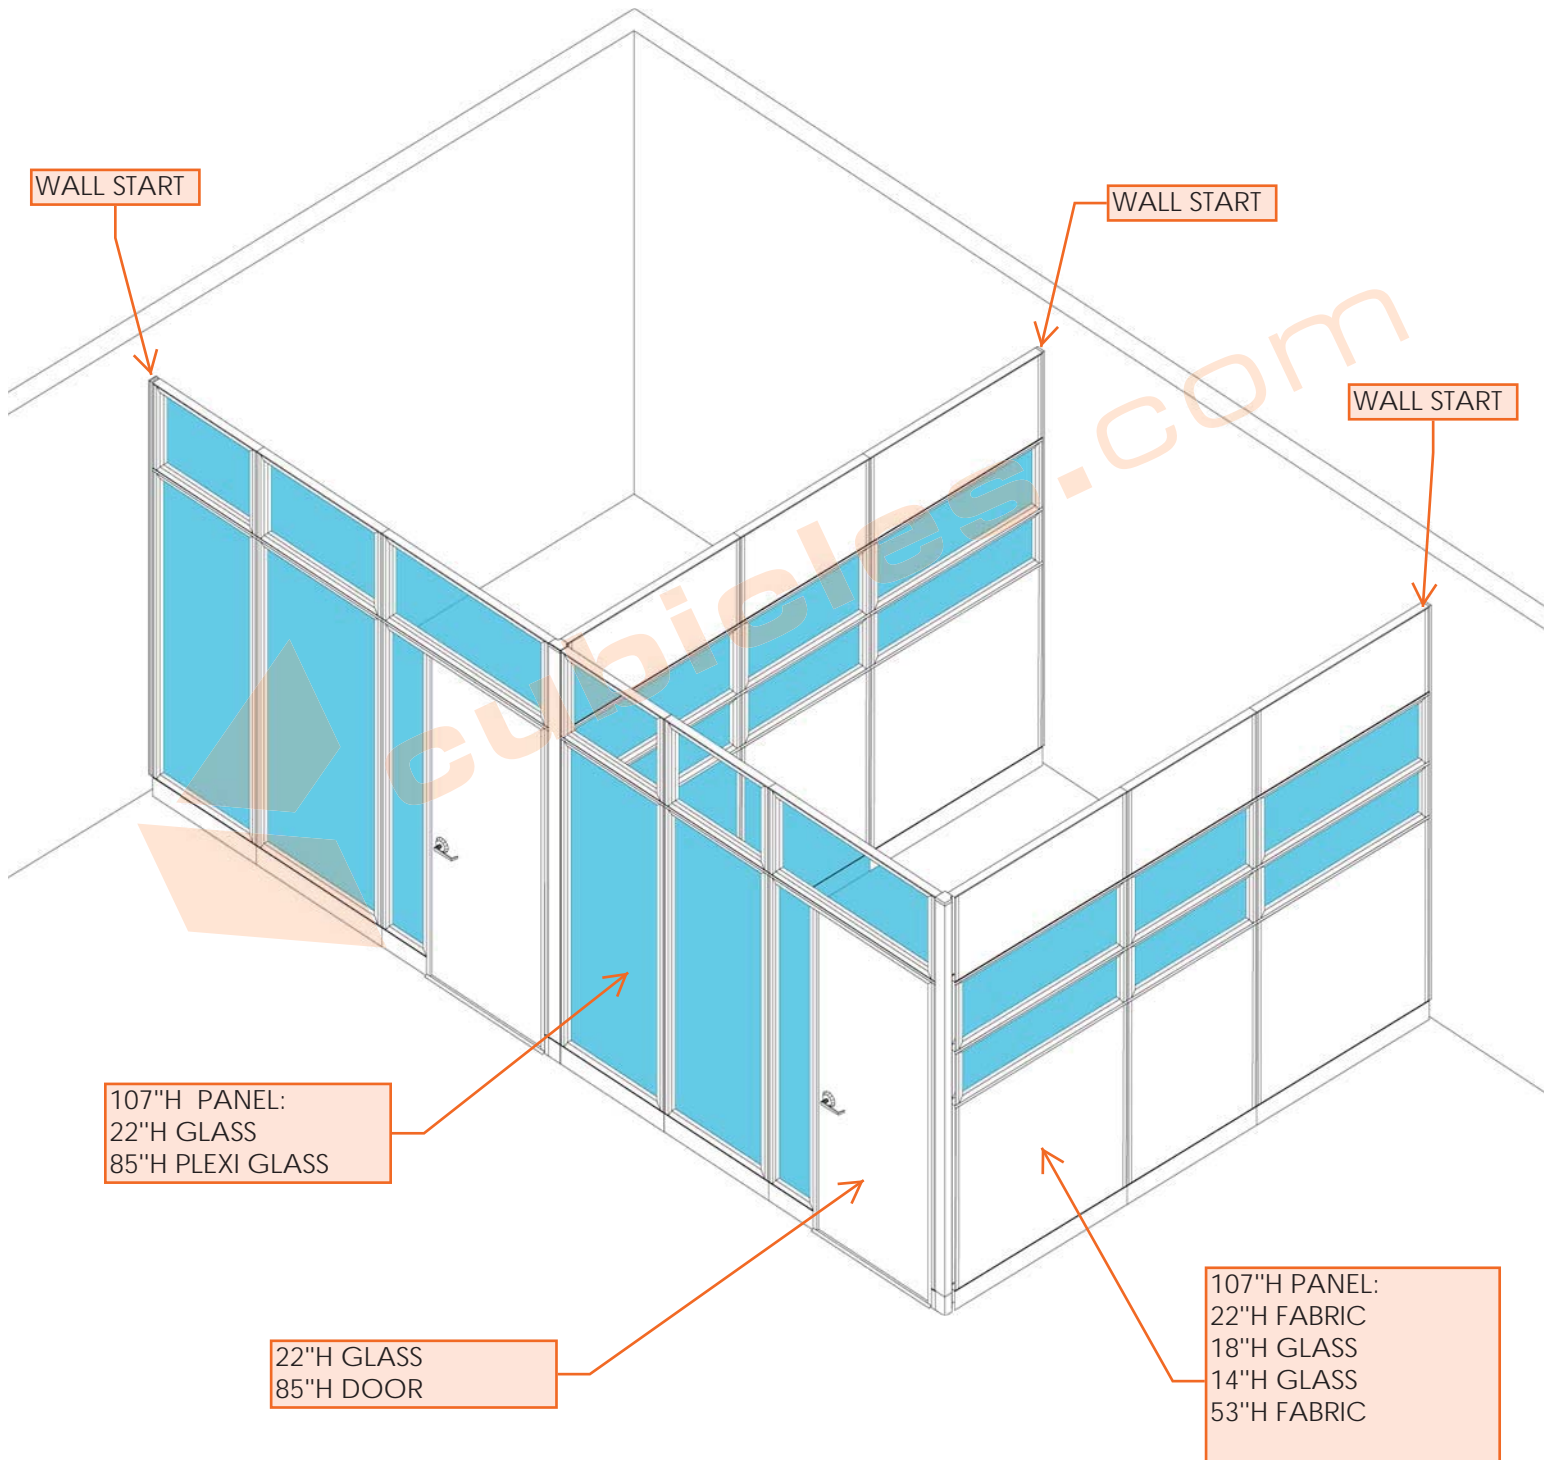 WALL START
WALL START
WALL START
cubicles.com
107"H  PANEL:
22"H GLASS
85"H PLEXI GLASS
22"H GLASS
85"H DOOR
107"H PANEL:
22"H FABRIC
18"H GLASS
14"H GLASS
53"H FABRIC